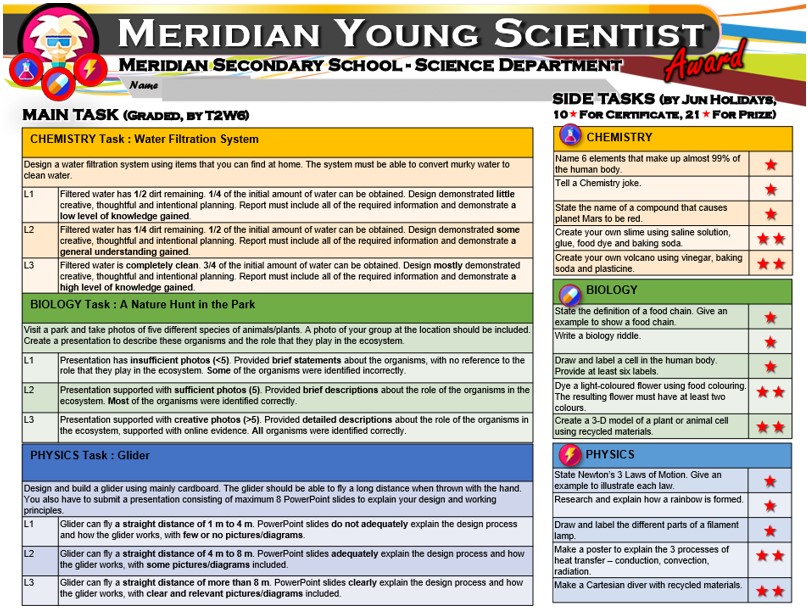 MERIDIAN YOUNG SCIENTIST
Award
MERIDIAN SECONDARY SCHOOL - SCIENCE DEPARTMENT
Name
MAIN TASK (GRADED, BY T2W6)
CHEMISTRY Task : Water Filtration System
Design a water filtration system using items that you can find at home. The system must be able to convert murky water to
clean water.
L1 Filtered water has 1/2 dirt remaining. 1/4 of the initial amount of water can be obtained. Design demonstrated little
creative, thoughtful and intentional planning. Report must include all of the required information and demonstrate a
low level of knowledge gained.
L2 Filtered water has 1/4 dirt remaining. 1/2 of the initial amount of water can be obtained. Design demonstrated some
creative, thoughtful and intentional planning. Report must include all of the required information and demonstrate a
general understanding gained.
L3 Filtered water is completely clean. 3/4 of the initial amount of water can be obtained. Design mostly demonstrated
creative, thoughtful and intentional planning. Report must include all of the required information and demonstrate a
high level of knowledge gained.
BIOLOGY Task : A Nature Hunt in the Park
Visit a park and take photos of five different species of animals/plants. A photo of your group at the location should be included.
Create a presentation to describe these organisms and the role that they play in the ecosystem.
L1 Presentation has insufficient photos (<5). Provided brief statements about the organisms, with no reference to the
role that they play in the ecosystem. Some of the organisms were identified incorrectly.
L2 Presentation supported with sufficient photos (5). Provided brief descriptions about the role of the organisms in the
ecosystem. Most of the organisms were identified correctly.
L3 Presentation supported with creative photos (>5). Provided detailed descriptions about the role of the organisms in
the ecosystem, supported with online evidence. All organisms were identified correctly.
PHYSICS Task : Glider
Design and build a glider using mainly cardboard. The glider should be able to fly a long distance when thrown with the hand.
You also have to submit a presentation consisting of maximum 8 PowerPoint slides to explain your design and working
principles.
L1 Glider can fly a straight distance of 1 m to 4 m. PowerPoint slides do not adequately explain the design process
and how the glider works, with few or no pictures/diagrams.
L2 Glider can fly a straight distance of 4 m to 8 m. PowerPoint slides adequately explain the design process and how
the glider works, with some pictures/diagrams included.
L3 Glider can fly a straight distance of more than 8 m. PowerPoint slides clearly explain the design process and how
the glider works, with clear and relevant pictures/diagrams included.
SIDE TASKS (BY JUN HOLIDAYS,
10 ★ FOR CERTIFICATE, 21 ★ FOR PRIZE)
CHEMISTRY
Name 6 elements that make up almost 99% of
the human body.
Tell a Chemistry joke.
State the name of a compound that causes
planet Mars to be red.
Create your own slime using saline solution,
glue, food dye and baking soda.
Create your own volcano using vinegar, baking
soda and plasticine.
BIOLOGY
State the definition of a food chain. Give an
example to show a food chain.
Write a biology riddle.
Draw and label a cell in the human body.
Provide at least six labels.
Dye a light-coloured flower using food colouring.
The resulting flower must have at least two
colours.
Create a 3-D model of a plant or animal cell
using recycled materials.
PHYSICS
State Newton's 3 Laws of Motion. Give an
example to illustrate each law.
Research and explain how a rainbow is formed.
Draw and label the different parts of a filament
lamp.
Make a poster to explain the 3 processes of
heat transfer – conduction, convection,
radiation.
Make a Cartesian diver with recycled materials.